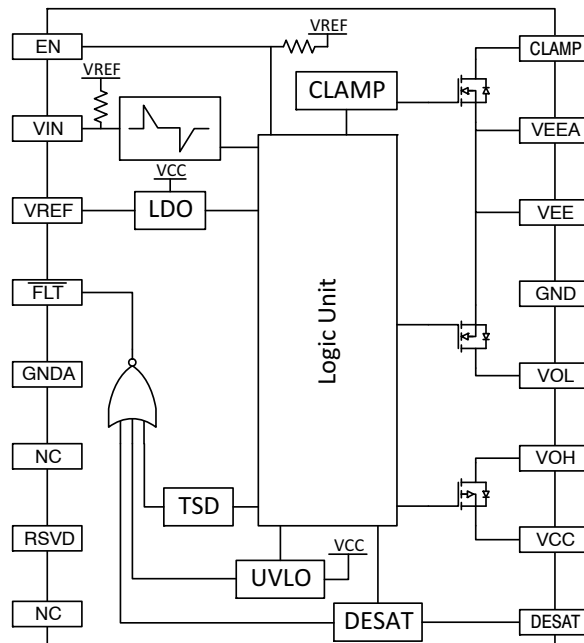 EN
VREF
CLAMP
VREF
CLAMP
VIN
VEEA
VCC
VREF
LDO
VEE
FLT
GND
Logic Unit
GNDA
VOL
NC
VOH
TSD
RSVD
VCC
VCC
UVLO
NC
DESAT
DESAT